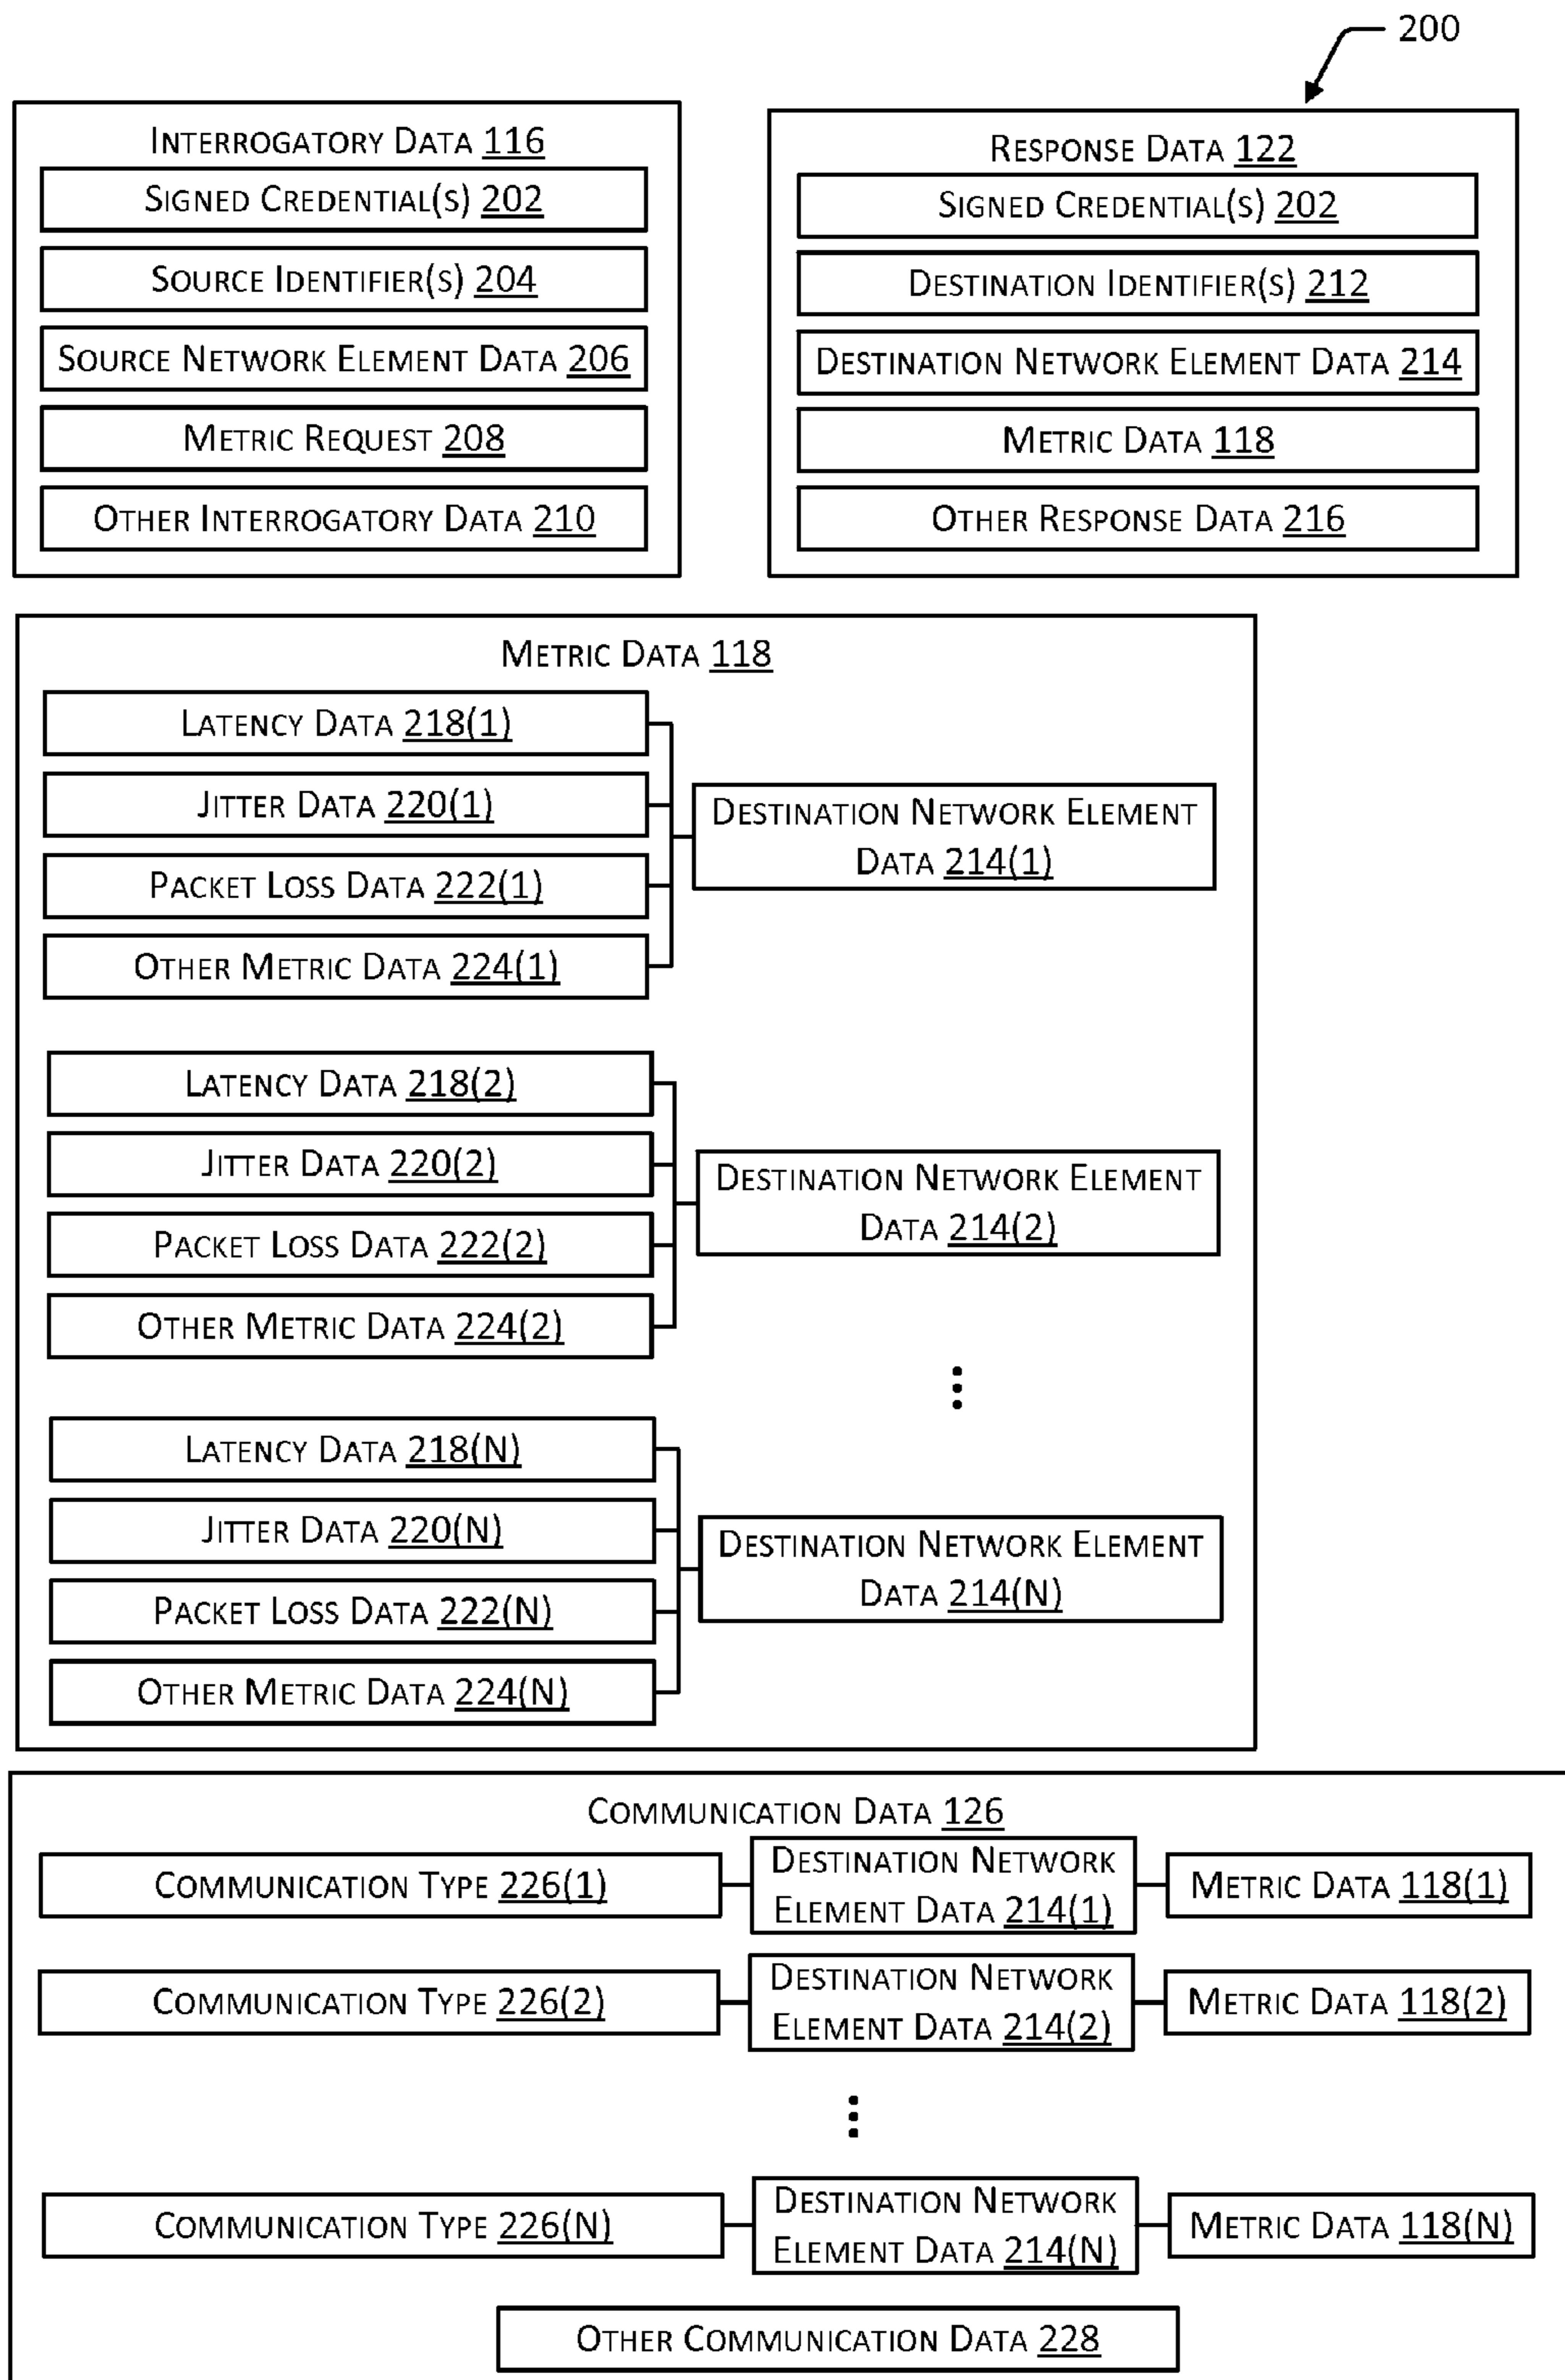 200
INTERROGATORY DATA 116
SIGNED CREDENTIAL(S) 202
SOURCE IDENTIFIER(S) 204
SOURCE NETWORK ELEMENT DATA 206
METRIC REQUEST 208
OTHER INTERROGATORY DATA 210
RESPONSE DATA 122
SIGNED CREDENTIAL(S) 202
DESTINATION IDENTIFIER(S) 212
DESTINATION NETWORK ELEMENT DATA 214
METRIC DATA 118
OTHER RESPONSE DATA 216
METRIC DATA 118
LATENCY DATA 218(1)
JITTER DATA 220(1)
PACKET LOSS DATA 222(1)
OTHER METRIC DATA 224(1)
DESTINATION NETWORK ELEMENT
DATA 214(1)
LATENCY DATA 218(2)
JITTER DATA 220(2)
PACKET LOSS DATA 222(2)
OTHER METRIC DATA 224(2)
DESTINATION NETWORK ELEMENT
DATA 214(2)
LATENCY DATA 218(N)
JITTER DATA 220(N)
PACKET LOSS DATA 222(N)
OTHER METRIC DATA 224(N)
DESTINATION NETWORK ELEMENT
DATA 214(N)
COMMUNICATION DATA 126
COMMUNICATION TYPE 226(1)
DESTINATION NETWORK
ELEMENT DATA 214(1)
METRIC DATA 118(1)
COMMUNICATION TYPE 226(2)
DESTINATION NETWORK
ELEMENT DATA 214(2)
METRIC DATA 118(2)
COMMUNICATION TYPE 226(N)
DESTINATION NETWORK
ELEMENT DATA 214(N)
METRIC DATA 118(N)
OTHER COMMUNICATION DATA 228